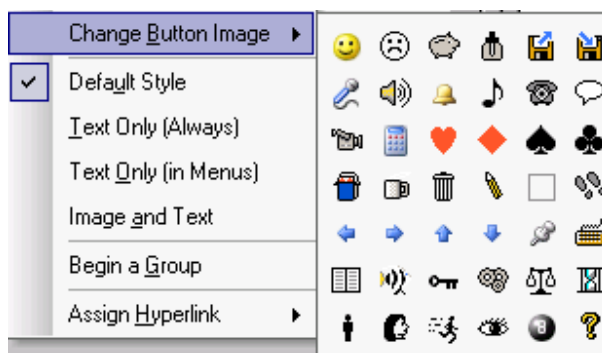 Change Button Image
Default Style
Text Only (Always)
Text Only (in Menus)
Image and Text
Begin a Group
Assign Hyperlink